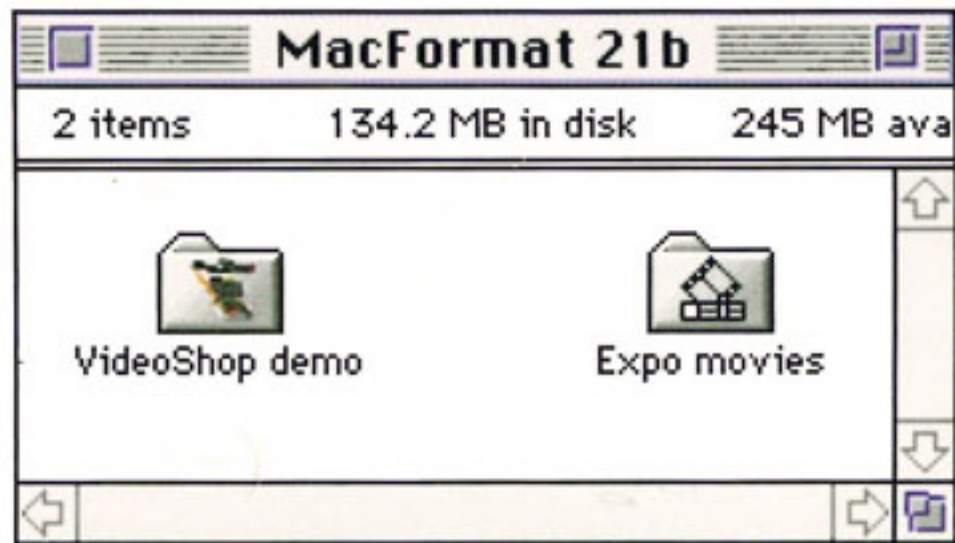 MacFormat 21b
2 items 134.2 MB in disk 245 MB ava
VideoShop demo Expo movies